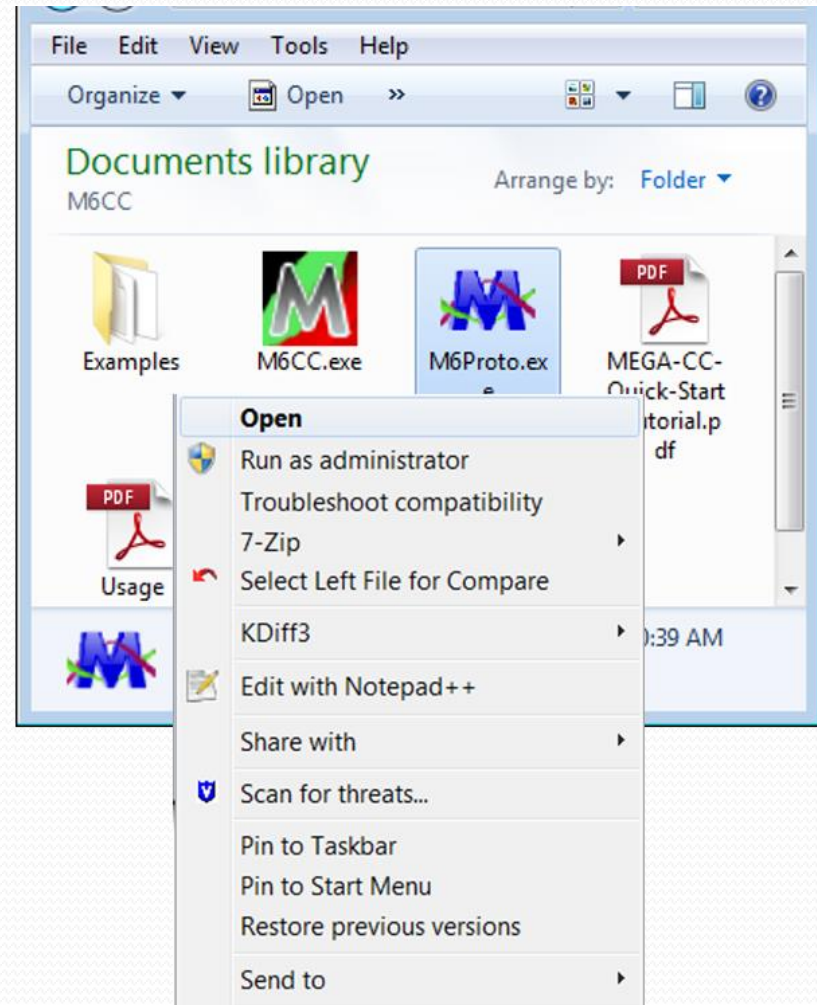 File Edit View Tools Help
Organize Open »
Documents library
M6CC
Arrange by: Folder
Examples
M6CC.exe
M6Proto.ex
e
PDF
MEGA-CC-
Quick-Start
utorial.p
df
PDF
Usage
:39 AM
Open
Run as administrator
Troubleshoot compatibility
7-Zip
Select Left File for Compare
KDiff3
Edit with Notepad++
Share with
Scan for threats...
Pin to Taskbar
Pin to Start Menu
Restore previous versions
Send to